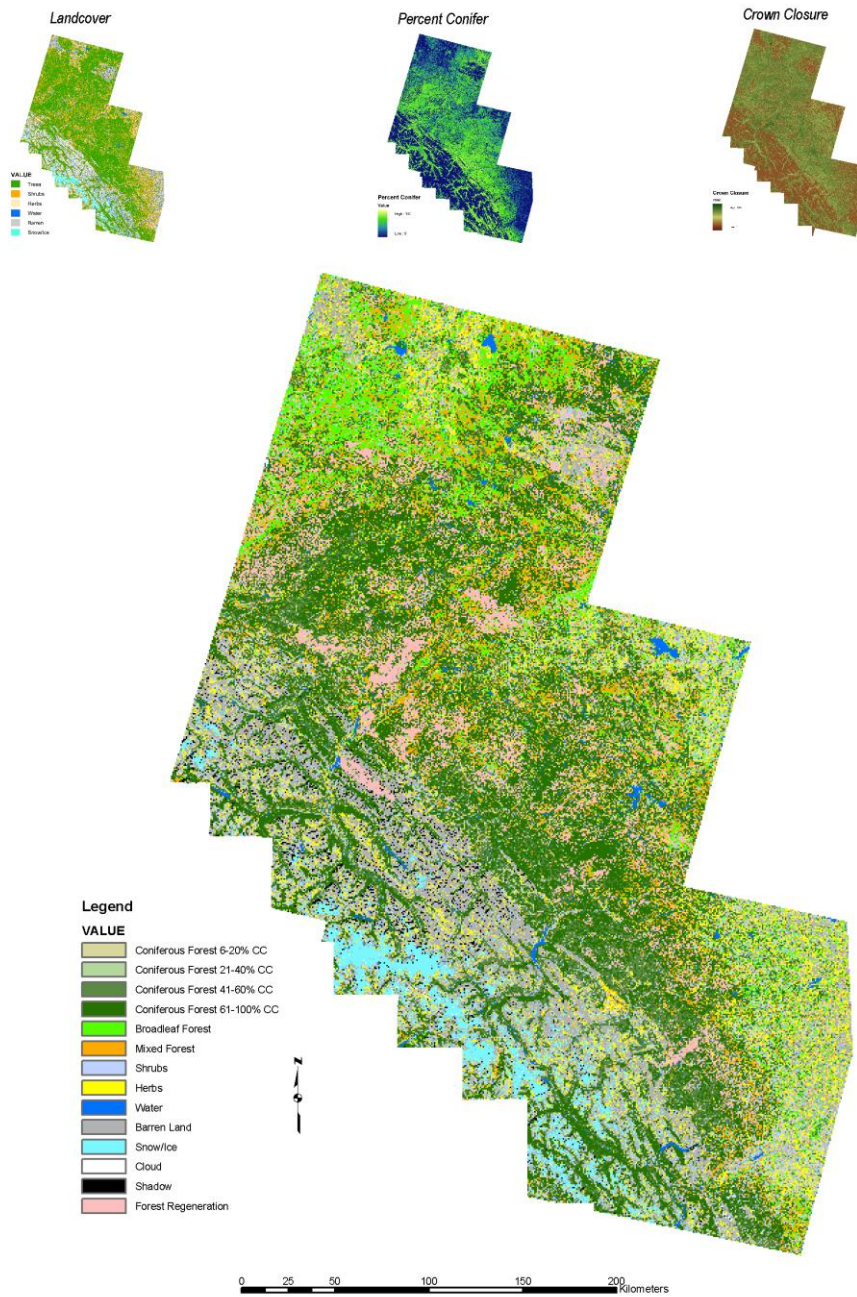 Landcover
Percent Conifer
Crown Closure
VALUE
Trees
Shrubs
Herbs
Water
Barren
Snow/Ice
Percent Conifer
Value
Crown Closure
Legend
VALUE
Coniferous Forest 6-20% CC
Coniferous Forest 21-40% CC
Coniferous Forest 41-60% CC
Coniferous Forest 61-100% CC
Broadleaf Forest
Mixed Forest
Shrubs
Herbs
Water
Barren Land
Snow/Ice
Cloud
Shadow
Forest Regeneration
N
0 25 50 100 150 200
Kilometers